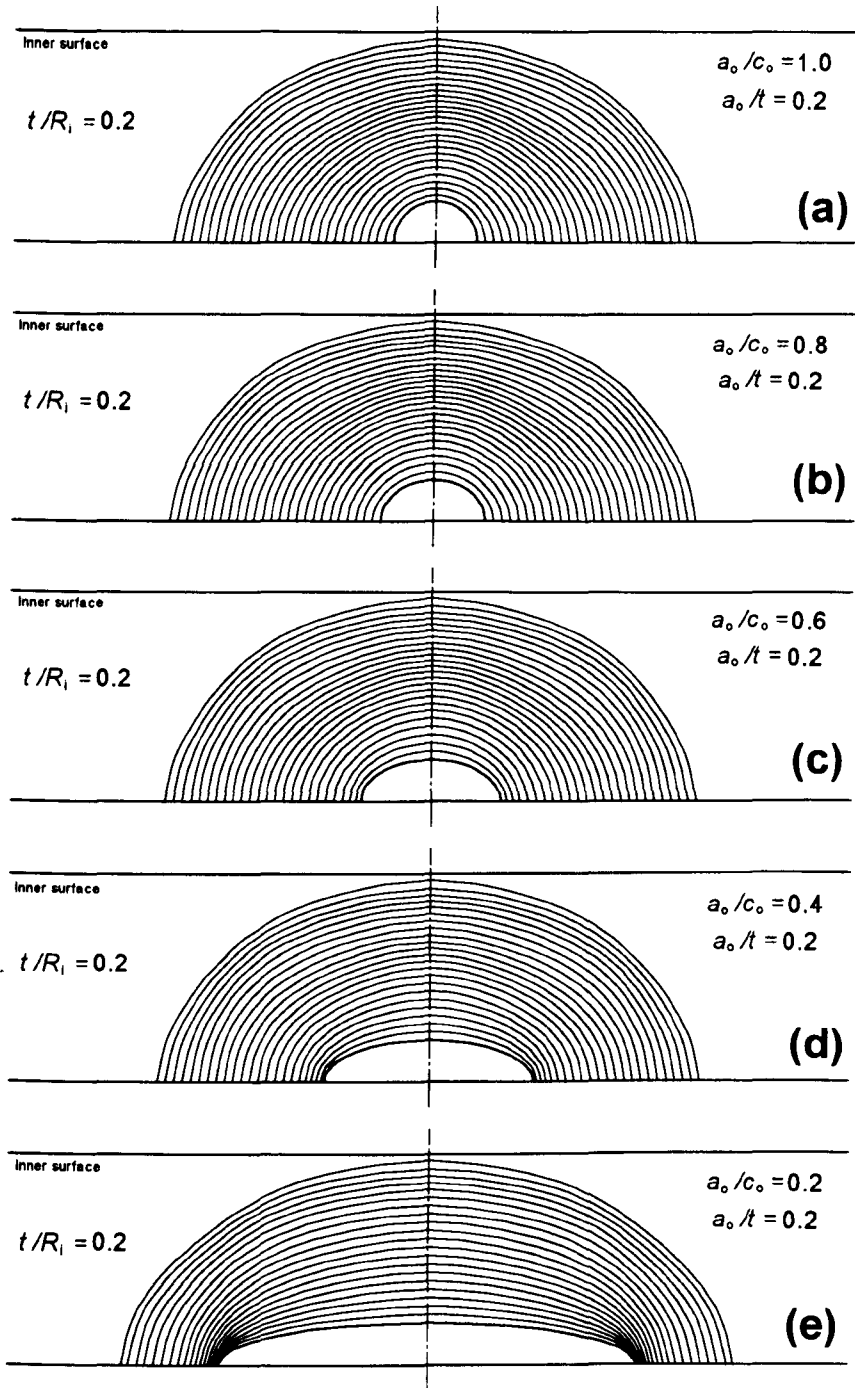 Inner surface
a₀/c₀ = 1.0
a₀/t = 0.2
t/Rᵢ = 0.2
(a)
Inner surface
a₀/c₀ = 0.8
a₀/t = 0.2
t/Rᵢ = 0.2
(b)
Inner surface
a₀/c₀ = 0.6
a₀/t = 0.2
t/Rᵢ = 0.2
(c)
Inner surface
a₀/c₀ = 0.4
a₀/t = 0.2
t/Rᵢ = 0.2
(d)
Inner surface
a₀/c₀ = 0.2
a₀/t = 0.2
t/Rᵢ = 0.2
(e)